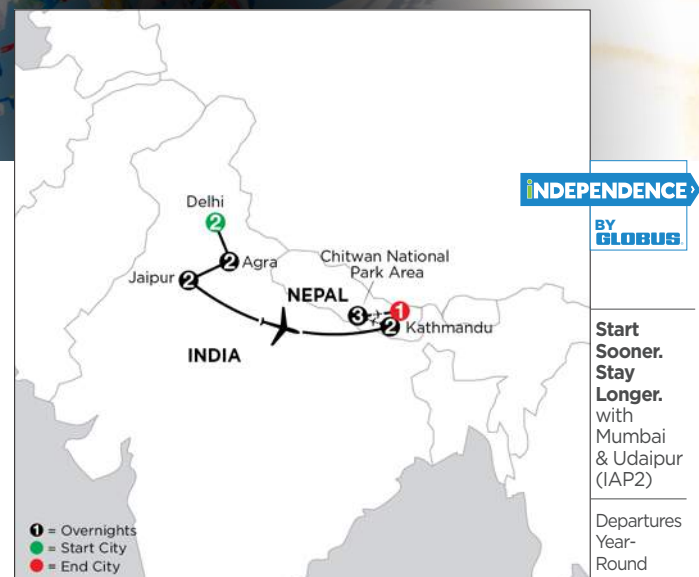 Delhi
2
2 Agra
Jaipur 2
Chitwan National
Park Area
NEPAL
3
1
2 Kathmandu
INDIA
1 = Overnights
= Start City
= End City
iNDEPENDENCE
BY
GLOBUS.
Start
Sooner.
Stay
Longer.
with
Mumbai
& Udaipur
(IAP2)
Departures
Year-
Round